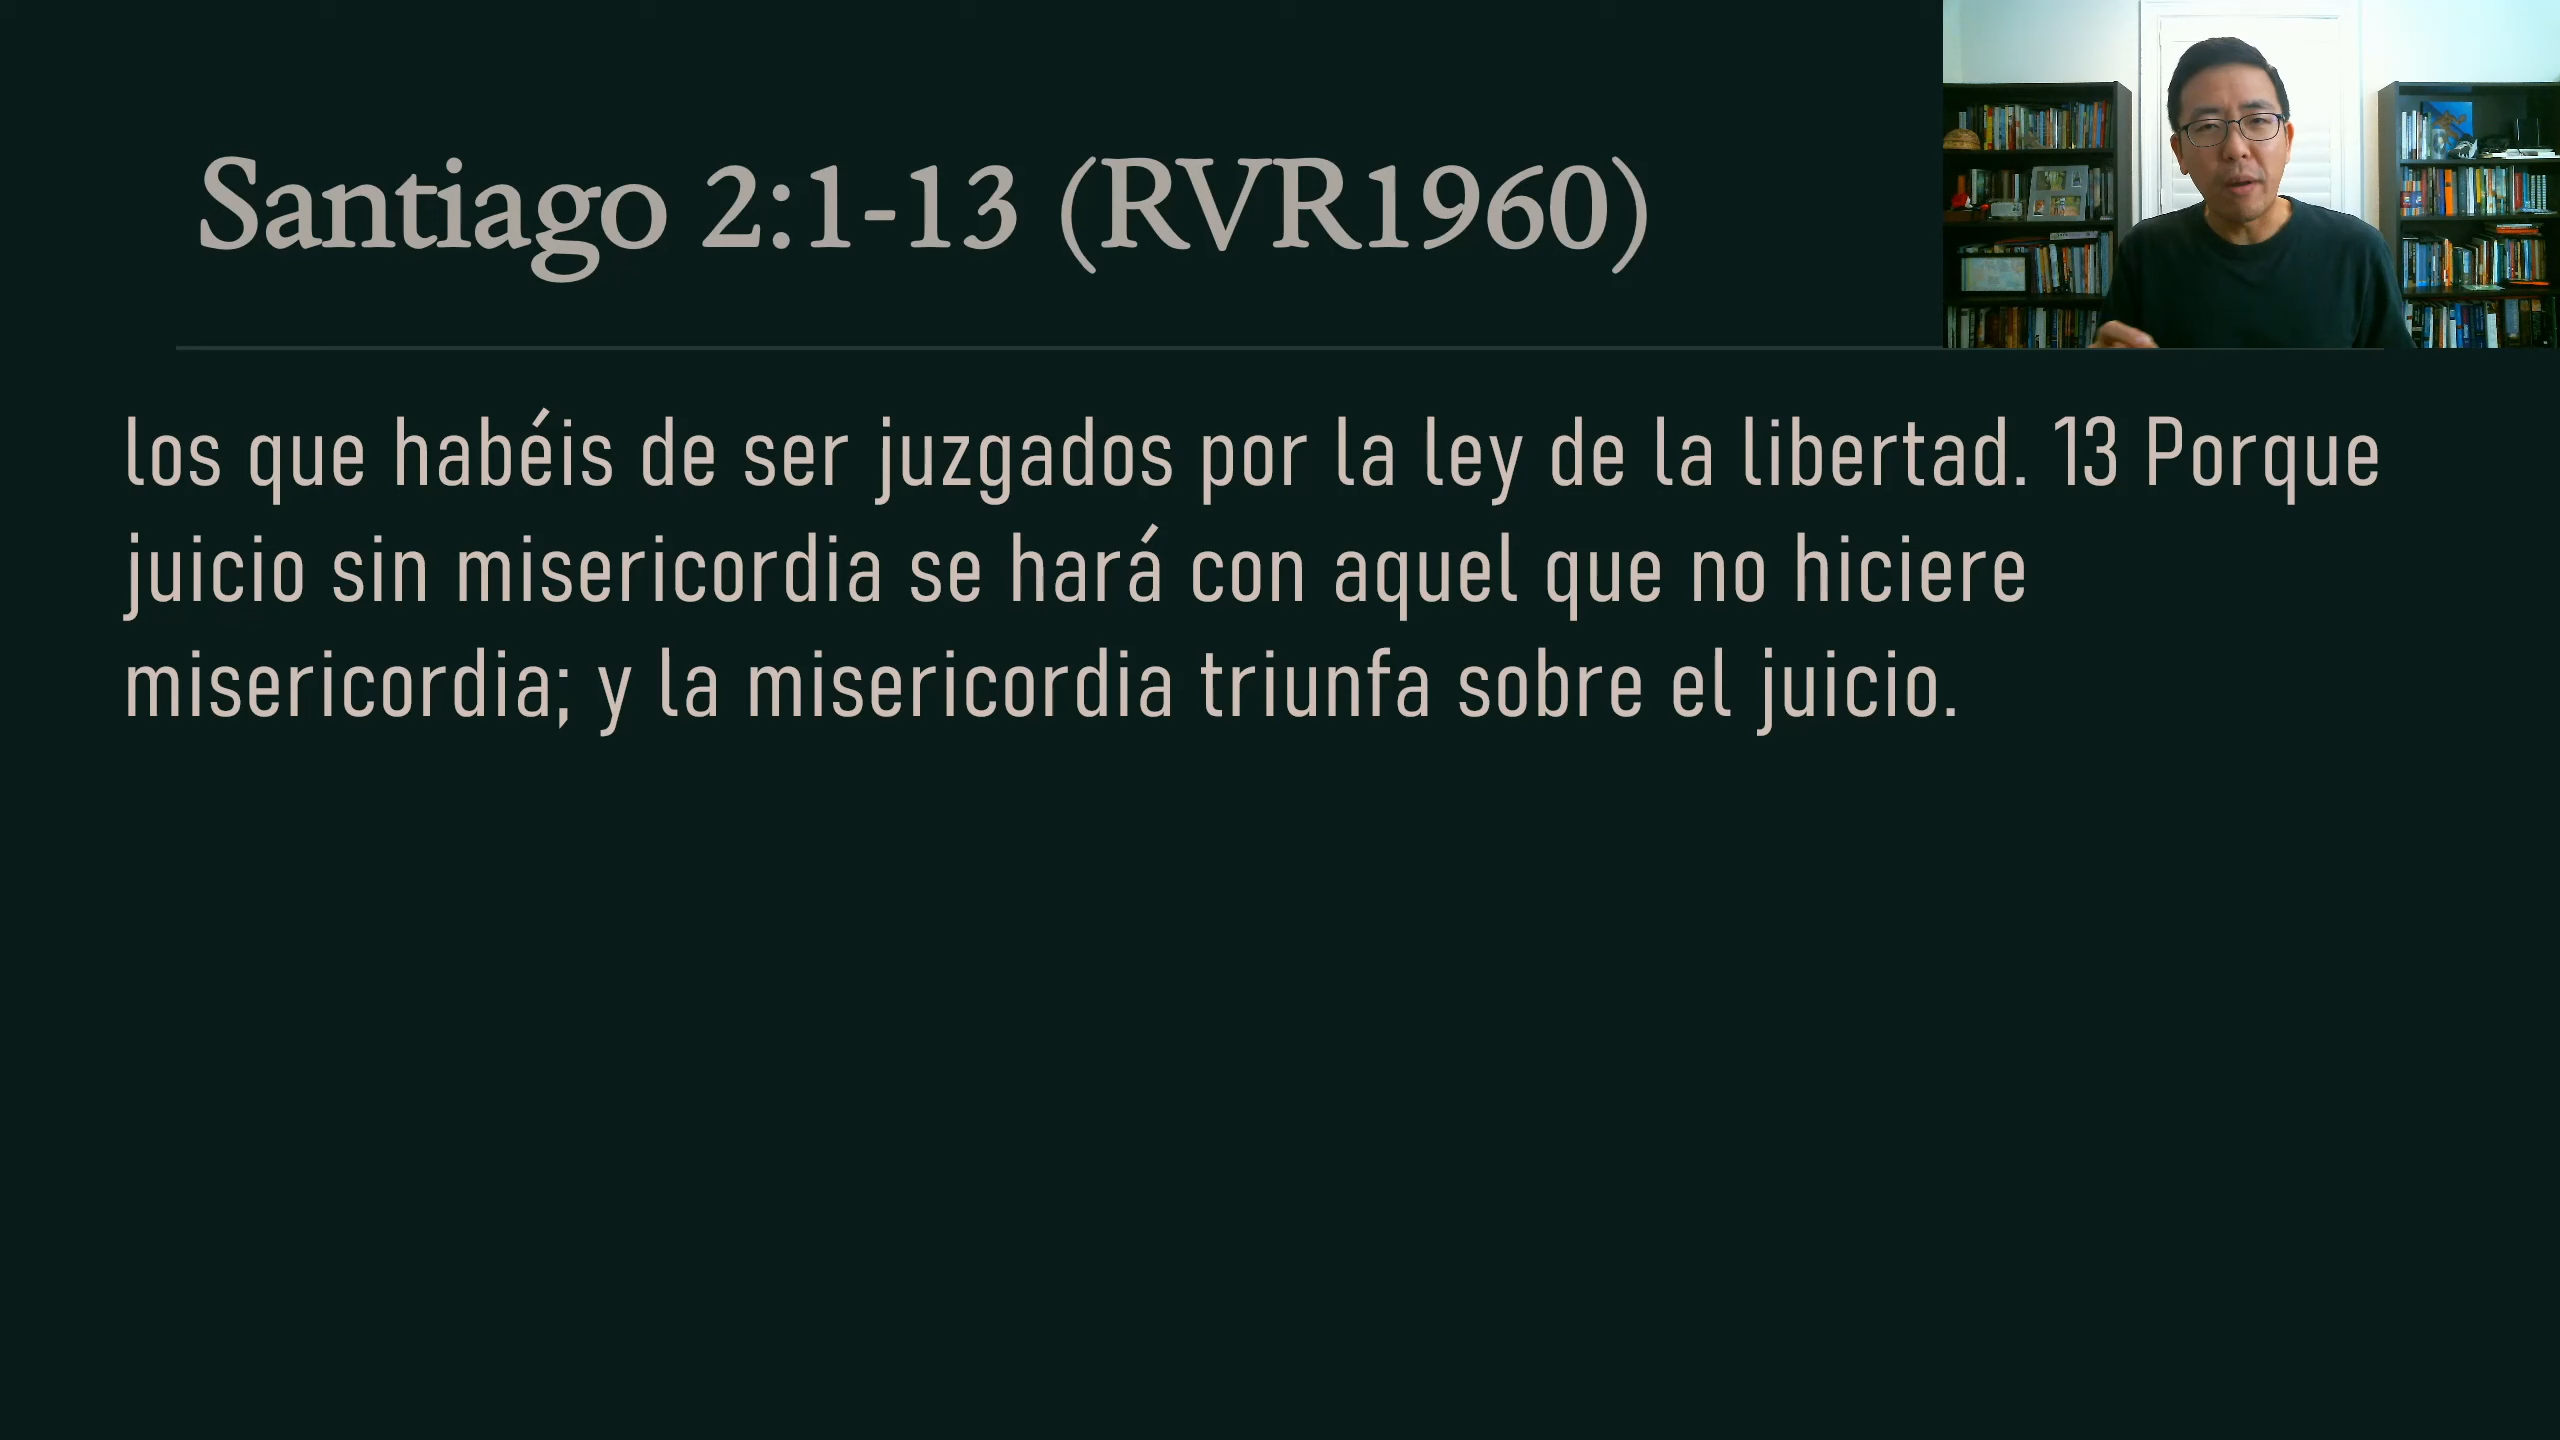 Santiago 2:1-13 (RVR1960)
los que habéis de ser juzgados por la ley de la libertad. 13 Porque
juicio sin misericordia se hará con aquel que no hiciere
misericordia; y la misericordia triunfa sobre el juicio.